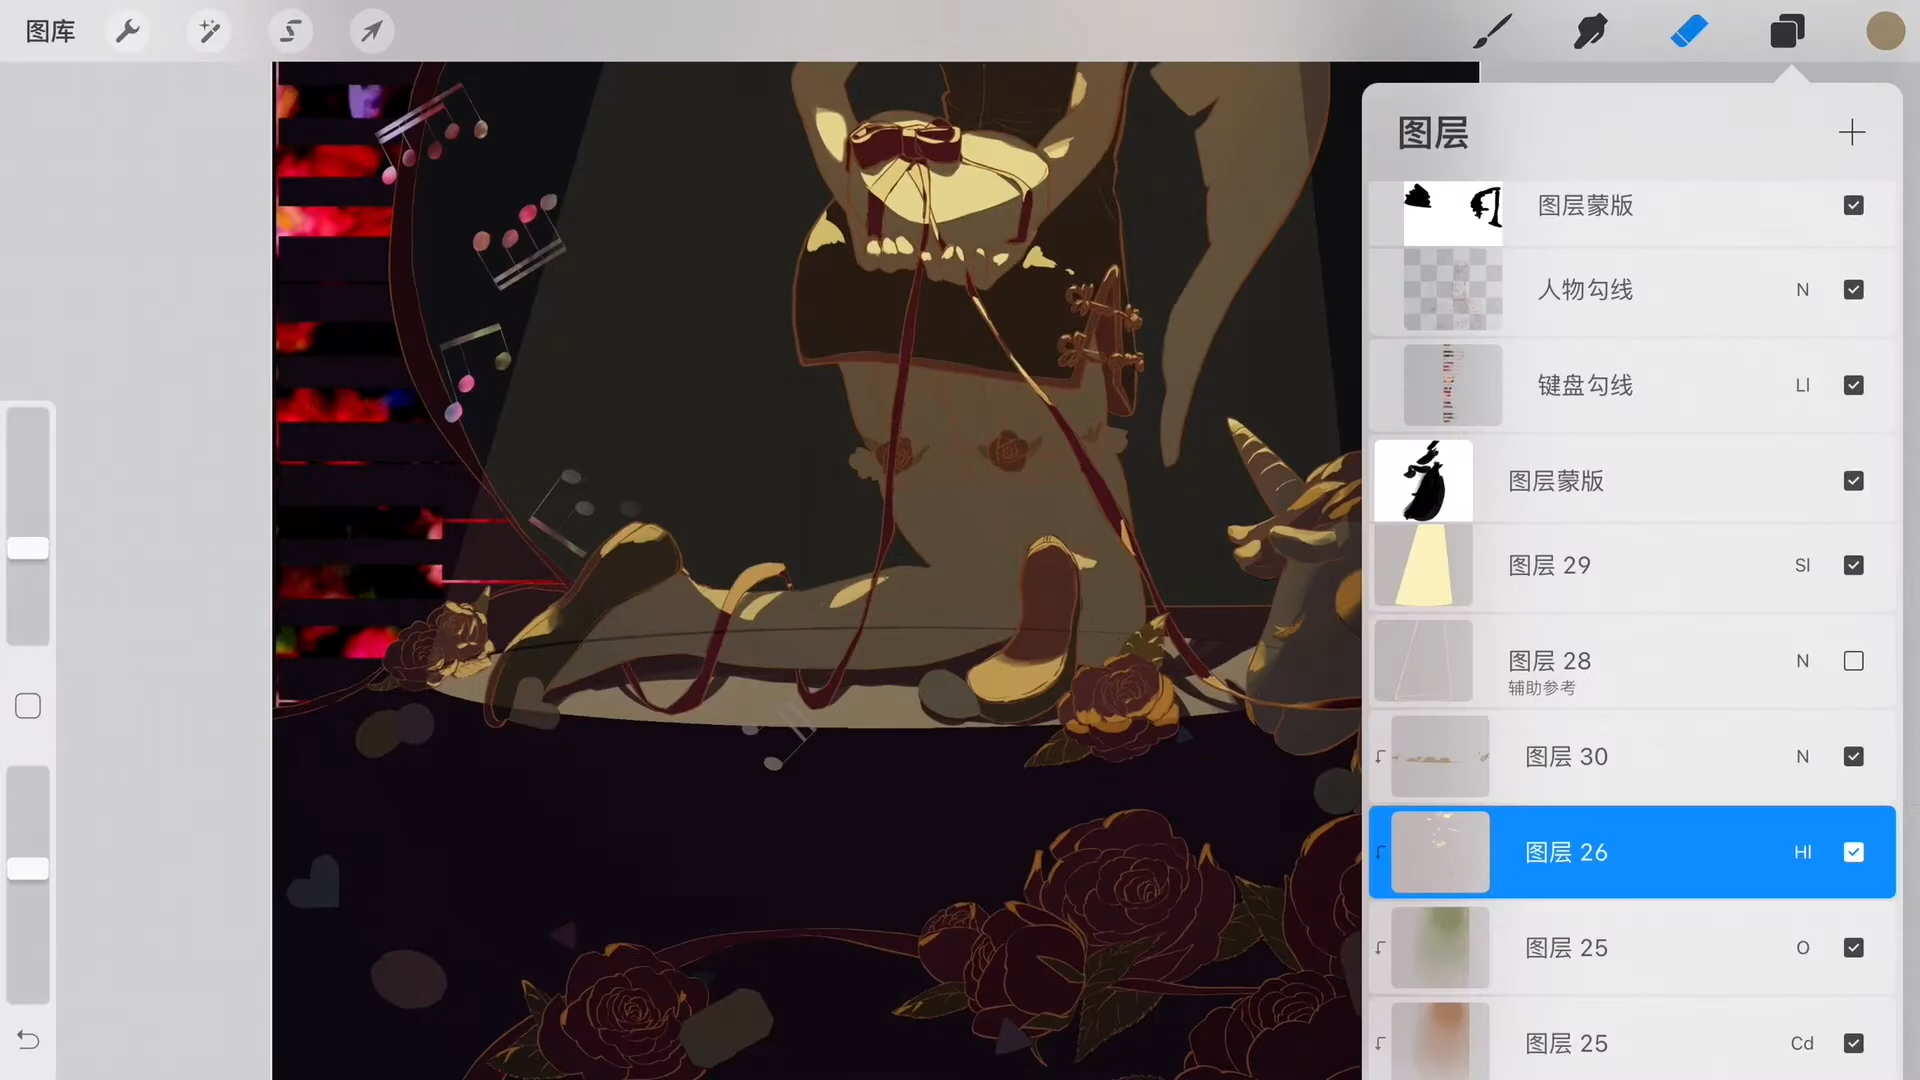 图库
图层
图层蒙版
人物勾线 N
键盘勾线 LI
图层蒙版
图层 29 SI
图层 28 N
辅助参考
图层 30 N
图层 26 HI
图层 25 O
图层 25 Cd